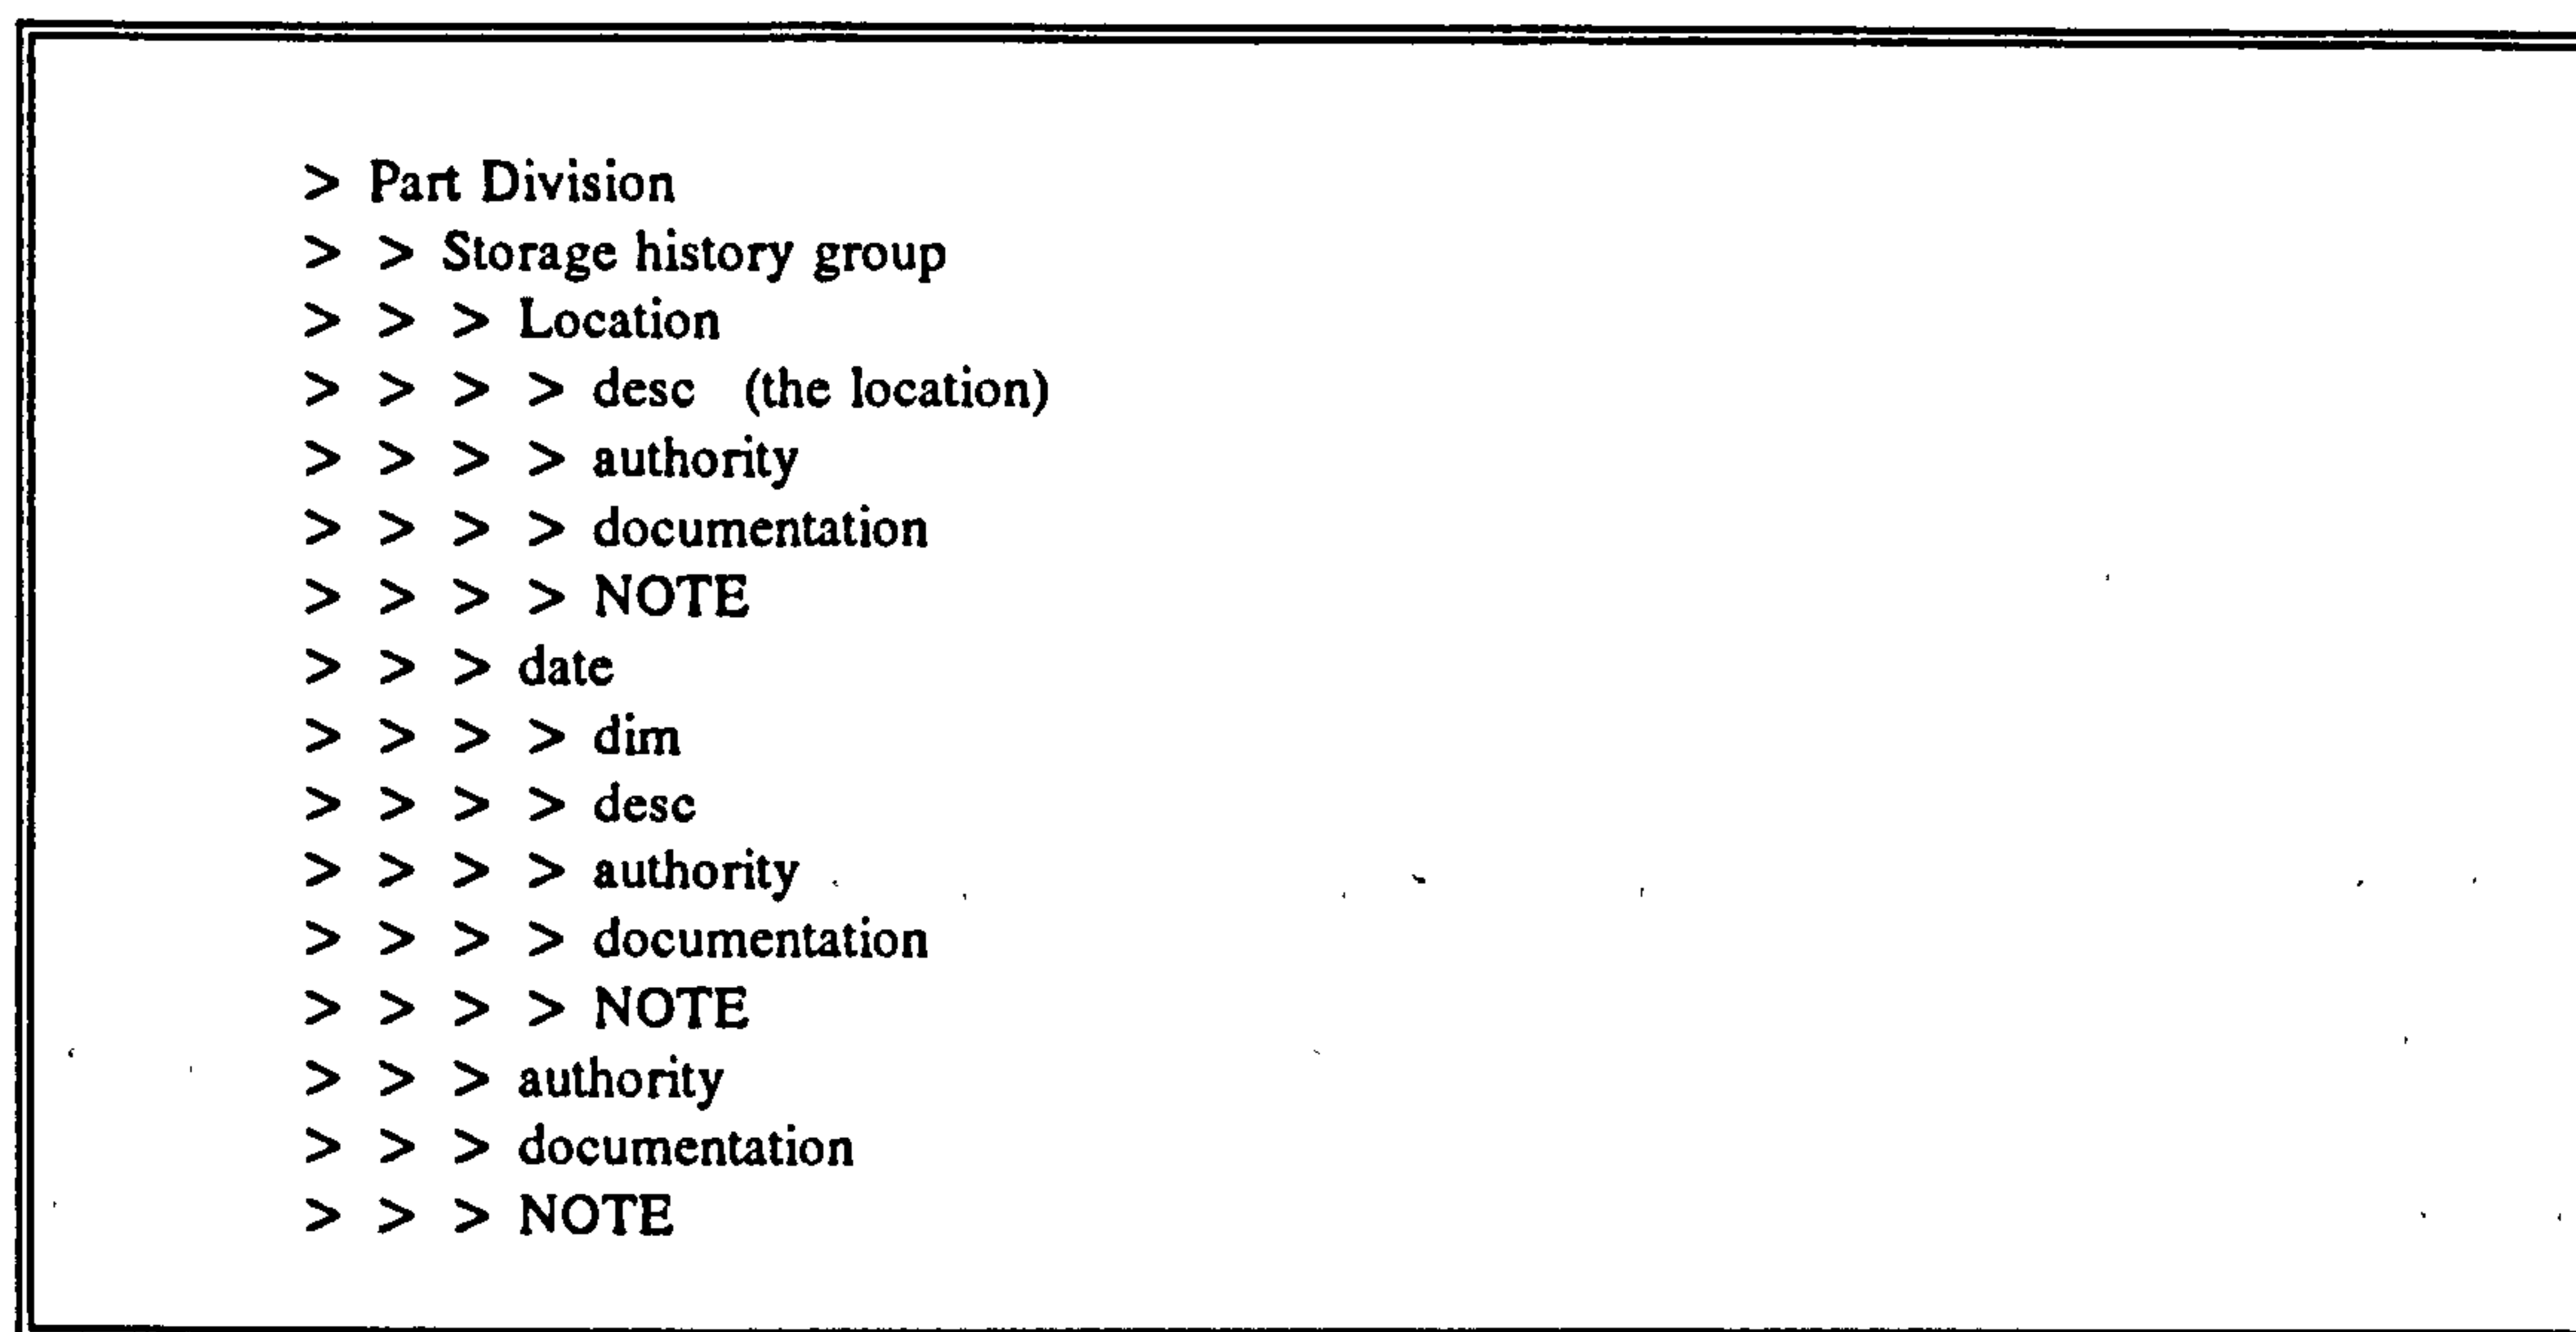 > Part Division
> > Storage history group
> > > Location
> > > > desc (the location)
> > > > authority
> > > > documentation
> > > > NOTE
> > > date
> > > > dim
> > > > desc
> > > > authority
> > > > documentation
> > > > NOTE
> > > authority
> > > documentation
> > > NOTE